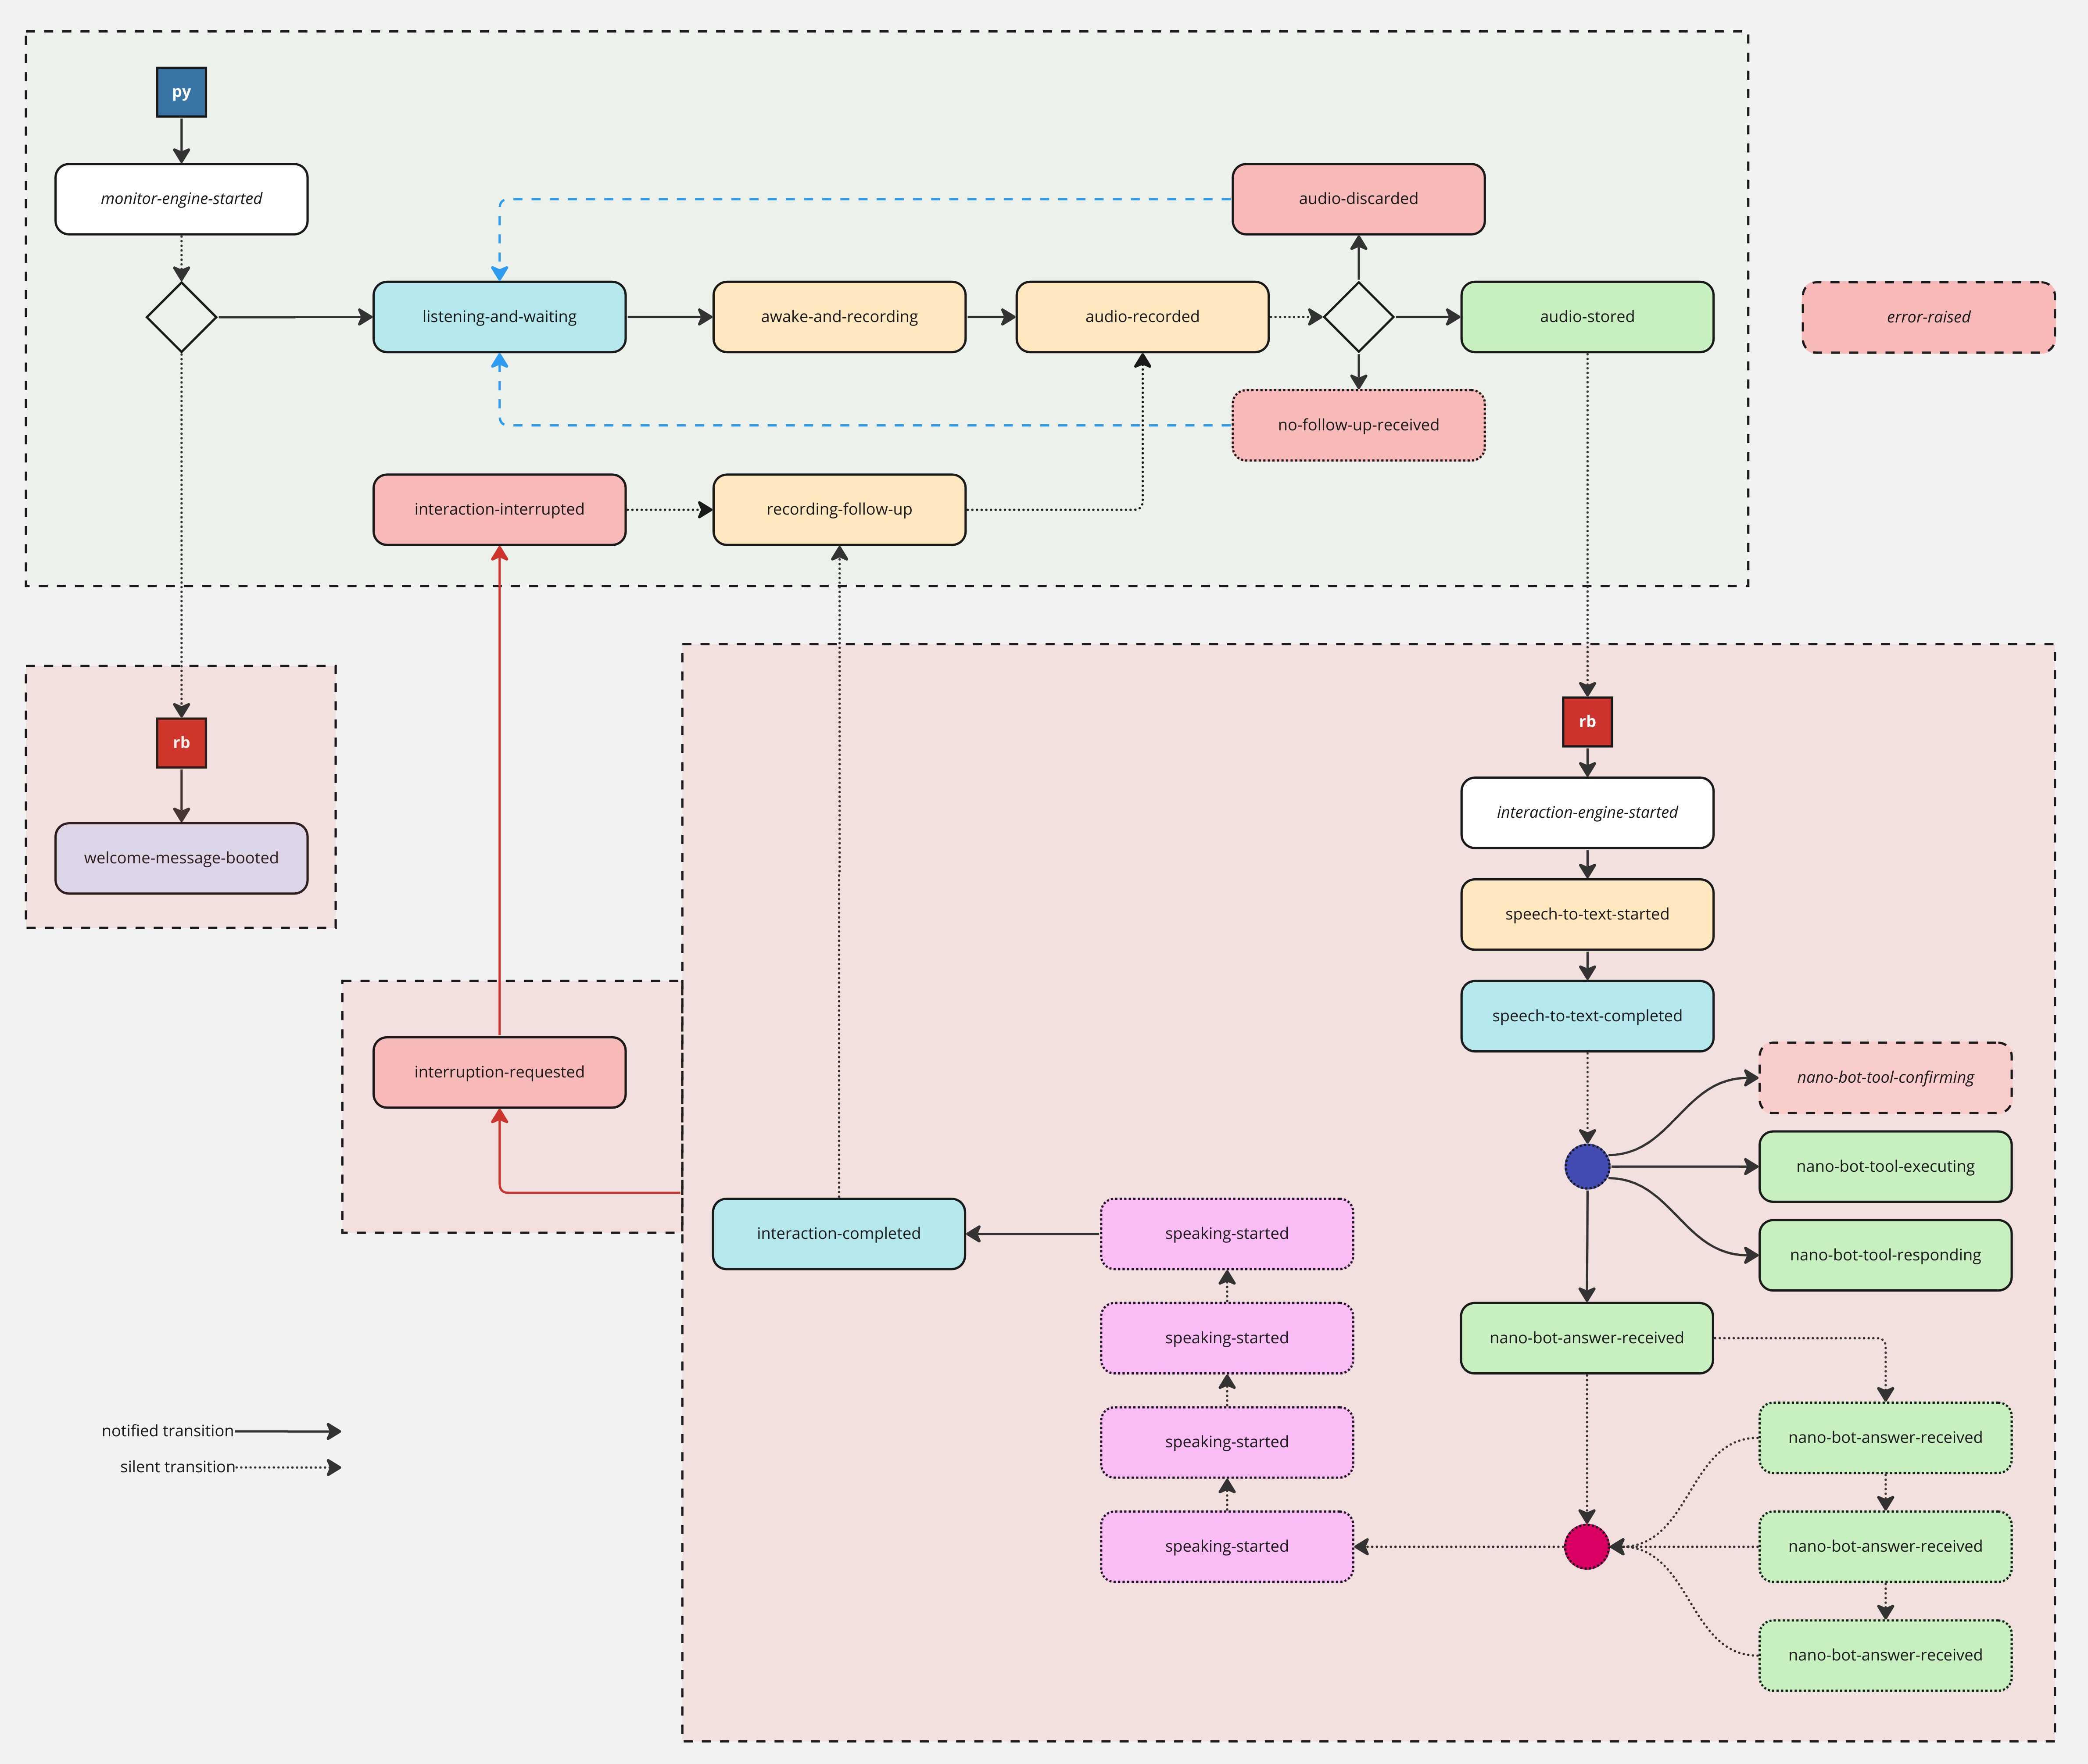 py
monitor-engine-started
audio-discarded
listening-and-waiting
awake-and-recording
audio-recorded
audio-stored
error-raised
no-follow-up-received
interaction-interrupted
recording-follow-up
rb
welcome-message-booted
rb
interaction-engine-started
speech-to-text-started
speech-to-text-completed
interruption-requested
nano-bot-tool-confirming
nano-bot-tool-executing
nano-bot-tool-responding
interaction-completed
speaking-started
speaking-started
nano-bot-answer-received
speaking-started
nano-bot-answer-received
speaking-started
nano-bot-answer-received
nano-bot-answer-received
notified transition
silent transition